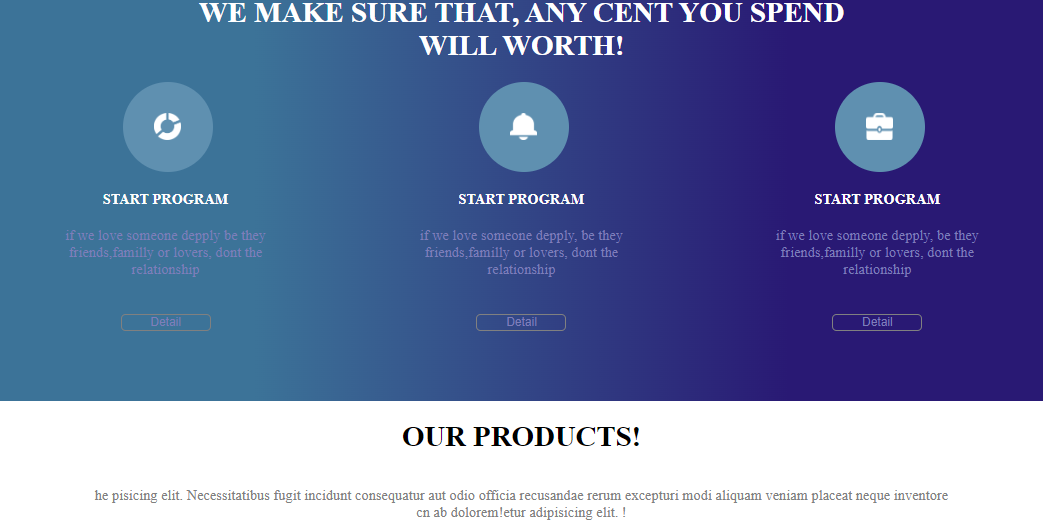 WE MAKE SURE THAT, ANY CENT YOU SPEND
WILL WORTH!
START PROGRAM
if we love someone depply be they
friends,familly or lovers, dont the
relationship
Detail
START PROGRAM
if we love someone depply, be they
friends,familly or lovers, dont the
relationship
Detail
START PROGRAM
if we love someone depply, be they
friends,familly or lovers, dont the
relationship
Detail
OUR PRODUCTS!
he pisicing elit. Necessitatibus fugit incidunt consequatur aut odio officia recusandae rerum excepturi modi aliquam veniam placeat neque inventore
cn ab dolorem!etur adipisicing elit. !